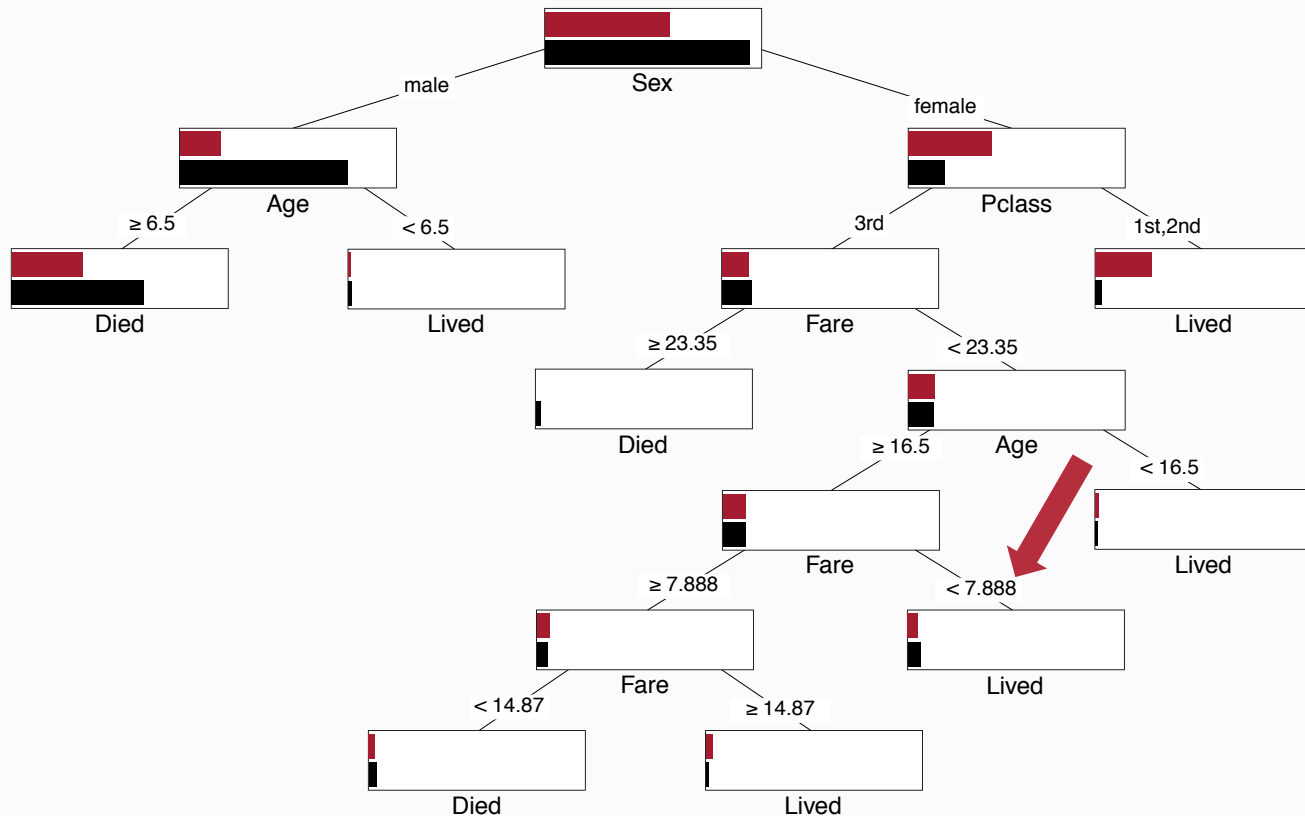 Sex
male
female
Age
Pclass
≥ 6.5
< 6.5
3rd
1st,2nd
Died
Lived
Fare
Lived
≥ 23.35
< 23.35
Died
Age
≥ 16.5
< 16.5
Fare
Lived
≥ 7.888
< 7.888
Fare
Lived
< 14.87
≥ 14.87
Died
Lived